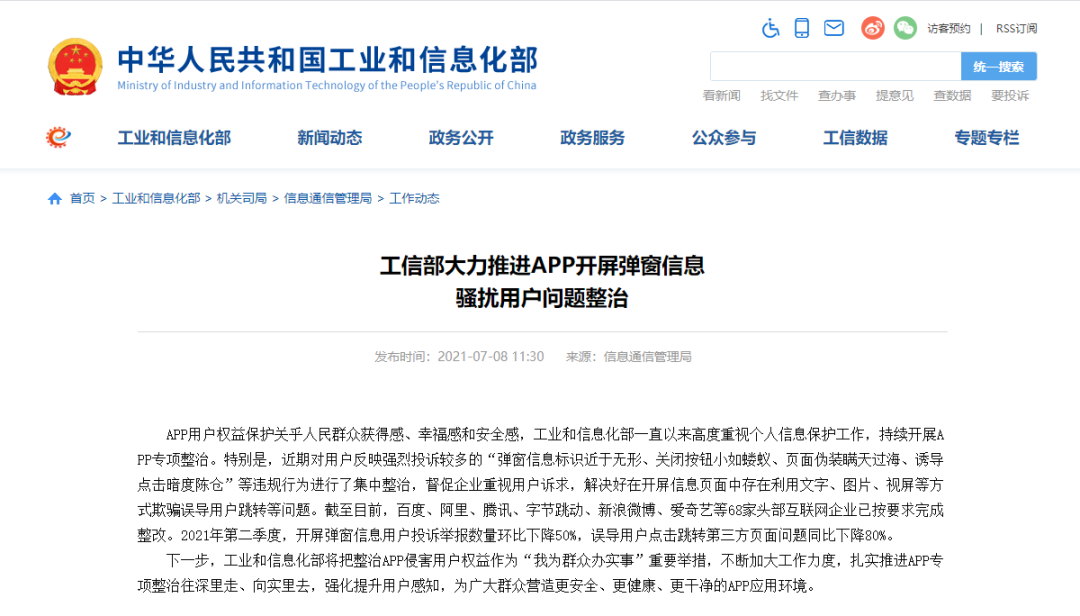 访客预约 | RSS订阅
中华人民共和国工业和信息化部
Ministry of Industry and Information Technology of the People's Republic of China
统一搜索
看新闻 找文件 查办事 提意见 查数据 要投诉
工业和信息化部 新闻动态 政务公开 政务服务 公众参与 工信数据 专题专栏
首页 > 工业和信息化部 > 机关司局 > 信息通信管理局 > 工作动态
工信部大力推进APP开屏弹窗信息
骚扰用户问题整治
发布时间：2021-07-08 11:30 来源：信息通信管理局
APP用户权益保护关乎人民群众获得感、幸福感和安全感，工业和信息化部一直以来高度重视个人信息保护工作，持续开展A
PP专项整治。特别是，近期对用户反映强烈投诉较多的“弹窗信息标识近于无形、关闭按钮小如蝼蚁、页面伪装瞒天过海、诱导
点击暗度陈仓”等违规行为进行了集中整治，督促企业重视用户诉求，解决好在开屏信息页面中存在利用文字、图片、视屏等方
式欺骗误导用户跳转等问题。截至目前，百度、阿里、腾讯、字节跳动、新浪微博、爱奇艺等68家头部互联网企业已按要求完成
整改。2021年第二季度，开屏弹窗信息用户投诉举报数量环比下降50%，误导用户点击跳转第三方页面问题同比下降80%。
下一步，工业和信息化部将把整治APP侵害用户权益作为“我为群众办实事”重要举措，不断加大工作力度，扎实推进APP专
项整治往深里走、向实里去，强化提升用户感知，为广大群众营造更安全、更健康、更干净的APP应用环境。